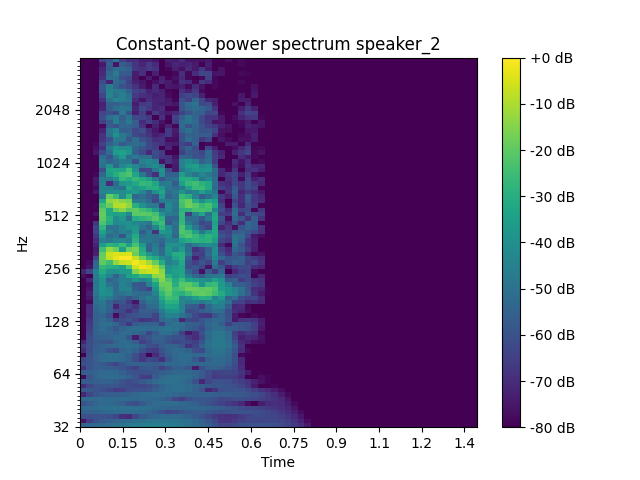 Constant-Q power spectrum speaker_2
Hz
2048
1024
512
256
128
64
32
0
0.15
0.3
0.45
0.6
0.75
0.9
1.1
1.2
1.4
Time
+0 dB
-10 dB
-20 dB
-30 dB
-40 dB
-50 dB
-60 dB
-70 dB
-80 dB